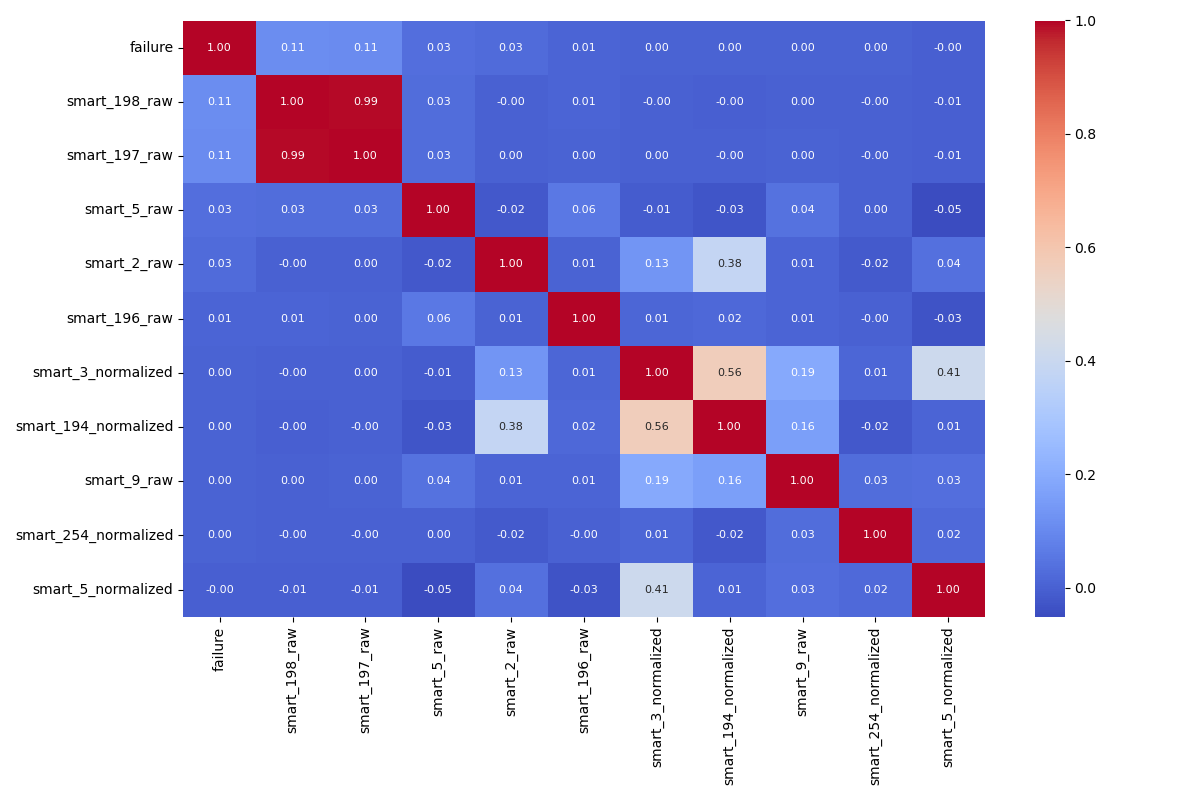 failure 1.00 0.11 0.11 0.03 0.03 0.01 0.00 0.00 0.00 0.00 -0.00
smart_198_raw 0.11 1.00 0.99 0.03 -0.00 0.01 -0.00 -0.00 0.00 -0.00 -0.01
smart_197_raw 0.11 0.99 1.00 0.03 0.00 0.00 0.00 -0.00 0.00 -0.00 -0.01
smart_5_raw 0.03 0.03 0.03 1.00 -0.02 0.06 -0.01 -0.03 0.04 0.00 -0.05
smart_2_raw 0.03 -0.00 0.00 -0.02 1.00 0.01 0.13 0.38 0.01 -0.02 0.04
smart_196_raw 0.01 0.01 0.00 0.06 0.01 1.00 0.01 0.02 0.01 -0.00 -0.03
smart_3_normalized 0.00 -0.00 0.00 -0.01 0.13 0.01 1.00 0.56 0.19 0.01 0.41
smart_194_normalized 0.00 -0.00 -0.00 -0.03 0.38 0.02 0.56 1.00 0.16 -0.02 0.01
smart_9_raw 0.00 0.00 0.00 0.04 0.01 0.01 0.19 0.16 1.00 0.03 0.03
smart_254_normalized 0.00 -0.00 -0.00 0.00 -0.02 -0.00 0.01 -0.02 0.03 1.00 0.02
smart_5_normalized -0.00 -0.01 -0.01 -0.05 0.04 -0.03 0.41 0.01 0.03 0.02 1.00
failure
smart_198_raw
smart_197_raw
smart_5_raw
smart_2_raw
smart_196_raw
smart_3_normalized
smart_194_normalized
smart_9_raw
smart_254_normalized
smart_5_normalized
1.0
0.8
0.6
0.4
0.2
0.0